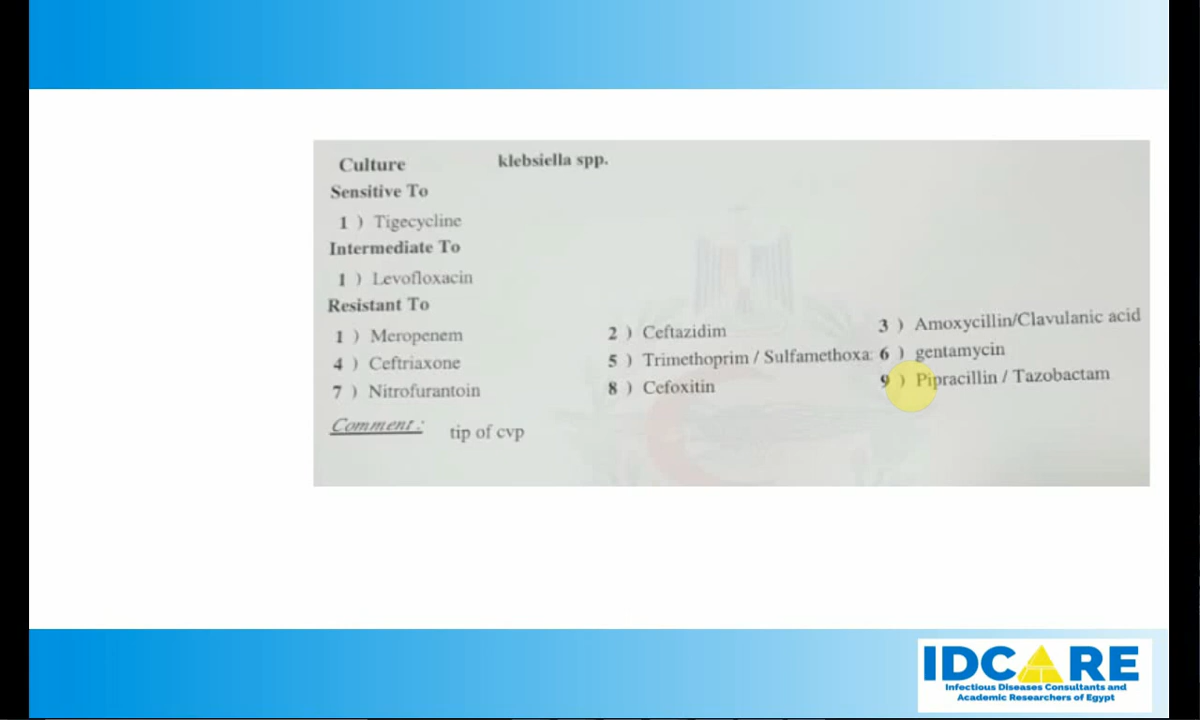 Culture klebsiella spp.
Sensitive To
1 ) Tigecycline
Intermediate To
1 ) Levofloxacin
Resistant To
1 ) Meropenem 2 ) Ceftazidim 3 ) Amoxycillin/Clavulanic acid
4 ) Ceftriaxone 5 ) Trimethoprim / Sulfamethoxa 6 ) gentamycin
7 ) Nitrofurantoin 8 ) Cefoxitin 9 ) Pipracillin / Tazobactam
Comment : tip of cvp
IDCARE
Infectious Diseases Consultants and
Academic Researchers of Egypt